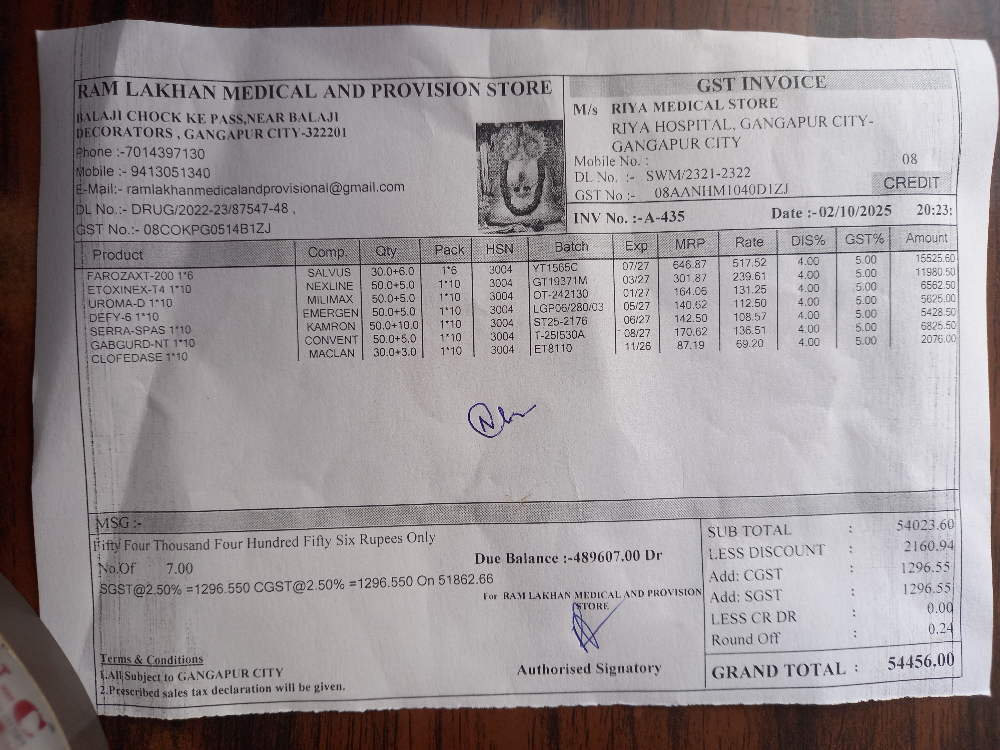 RAM LAKHAN MEDICAL AND PROVISION STORE
BALAJI CHOCK KE PASS,NEAR BALAJI
DECORATORS , GANGAPUR CITY-322201
Phone :-7014397130
Mobile :- 9413051340
E-Mail:- ramlakhanmedicalandprovisional@gmail.com
DL No.:- DRUG/2022-23/87547-48 ,
GST No.:- 08COKPG0514B1ZJ
GST INVOICE
M/s RIYA MEDICAL STORE
RIYA HOSPITAL, GANGAPUR CITY-
GANGAPUR CITY
Mobile No. :
08
DL No. :- SWM/2321-2322
GST No :- 08AANHM1040D1ZJ
CREDIT
INV No. :-A-435 Date :-02/10/2025 20:23:
Product Comp. Qty Pack HSN Batch Exp MRP Rate DIS% GST% Amount
FAROZAXT-200 1*6 SALVUS 30.0+6.0 1*6 3004 YT1565C 07/27 646.87 517.52 4.00 5.00 15525.60
ETOXINEX-T4 1*10 NEXLINE 50.0+5.0 1*10 3004 GT19371M 03/27 301.87 239.61 4.00 5.00 11980.50
UROMA-D 1*10 MILIMAX 50.0+5.0 1*10 3004 OT-242130 01/27 164.06 131.25 4.00 5.00 6562.50
DEFY-6 1*10 EMERGEN 50.0+5.0 1*10 3004 LGP06/280/03 05/27 140.62 112.50 4.00 5.00 5625.00
SERRA-SPAS 1*10 KAMRON 50.0+10.0 1*10 3004 ST25-2176 06/27 142.50 108.57 4.00 5.00 5428.50
GABGURD-NT 1*10 CONVENT 50.0+5.0 1*10 3004 T-25I530A 08/27 170.62 136.51 4.00 5.00 6825.50
CLOFEDASE 1*10 MACLAN 30.0+3.0 1*10 3004 ET8110 11/26 87.19 69.20 4.00 5.00 2076.00
MSG :-
Fifty Four Thousand Four Hundred Fifty Six Rupees Only
No.Of 7.00
Due Balance :-489607.00 Dr
SGST@2.50% =1296.550 CGST@2.50% =1296.550 On 51862.66
For RAM LAKHAN MEDICAL AND PROVISION
STORE
Authorised Signatory
Terms & Conditions
1.All Subject to GANGAPUR CITY
2.Prescribed sales tax declaration will be given.
SUB TOTAL : 54023.60
LESS DISCOUNT : 2160.94
Add: CGST : 1296.55
Add: SGST : 1296.55
LESS CR DR : 0.00
Round Off : 0.24
GRAND TOTAL : 54456.00